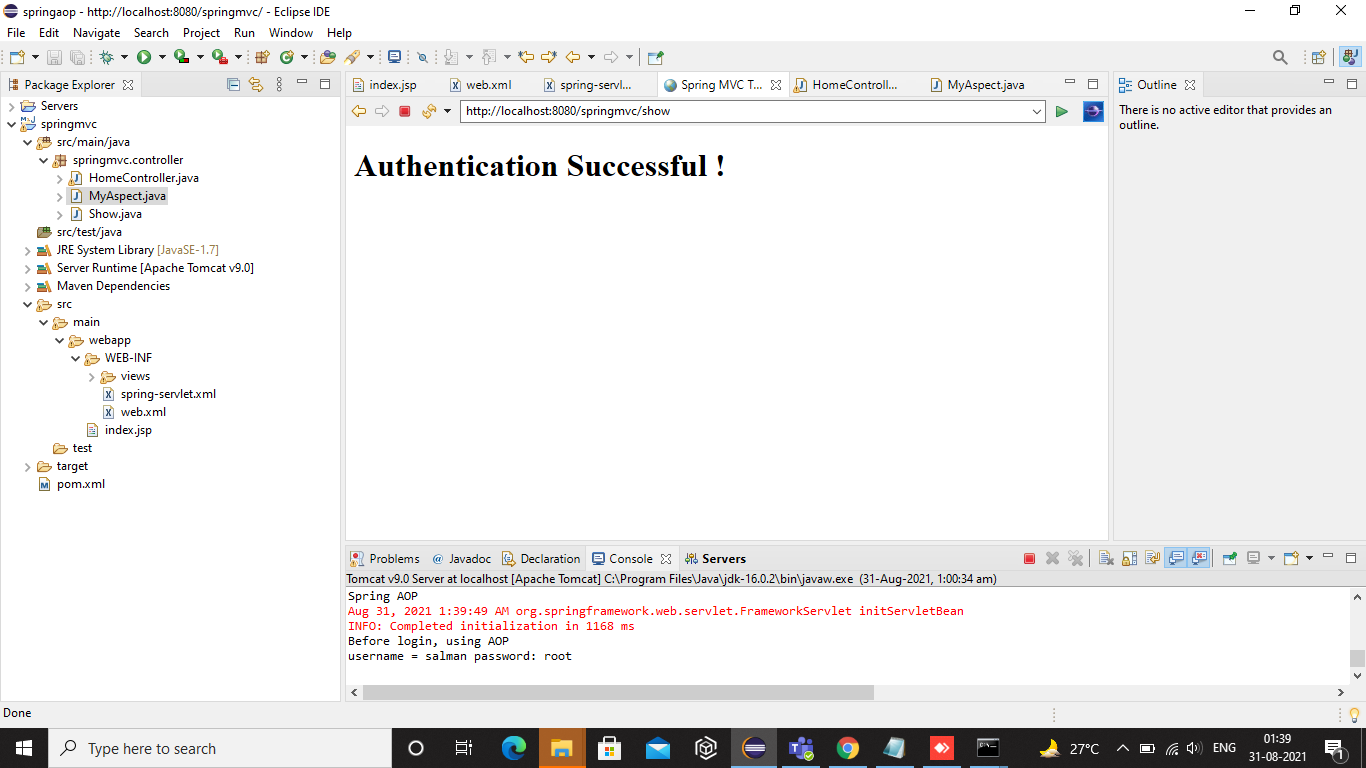 springaop - http://localhost:8080/springmvc/ - Eclipse IDE
File Edit Navigate Search Project Run Window Help
Package Explorer
Servers
springmvc
src/main/java
springmvc.controller
HomeController.java
MyAspect.java
Show.java
src/test/java
JRE System Library [JavaSE-1.7]
Server Runtime [Apache Tomcat v9.0]
Maven Dependencies
src
main
webapp
WEB-INF
views
spring-servlet.xml
web.xml
index.jsp
test
target
pom.xml
index.jsp web.xml spring-servl... Spring MVC T... HomeControll... MyAspect.java
http://localhost:8080/springmvc/show
Authentication Successful !
Outline
There is no active editor that provides an
outline.
Problems @ Javadoc Declaration Console Servers
Tomcat v9.0 Server at localhost [Apache Tomcat] C:\Program Files\Java\jdk-16.0.2\bin\javaw.exe (31-Aug-2021, 1:00:34 am)
Spring AOP
Aug 31, 2021 1:39:49 AM org.springframework.web.servlet.FrameworkServlet initServletBean
INFO: Completed initialization in 1168 ms
Before login, using AOP
username = salman password: root
Done
Type here to search
27°C
ENG
01:39
31-08-2021
1